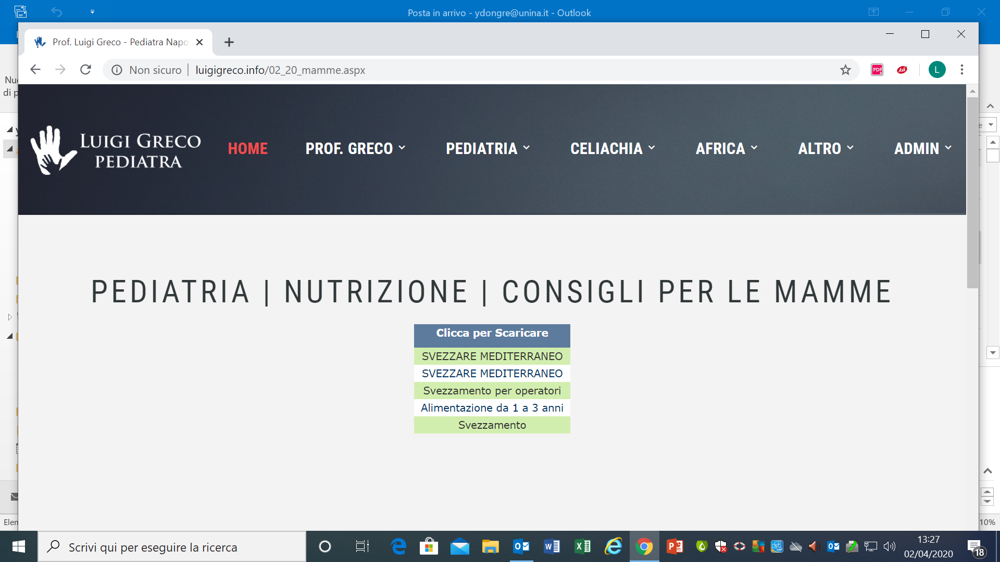 Posta in arrivo - ydongre@unina.it - Outlook
Prof. Luigi Greco - Pediatra Napo
Non sicuro luigigreco.info/02_20_mamme.aspx
PDF
Ask
L
di p
LUIGI GRECO
PEDIATRA
HOME
PROF. GRECO
PEDIATRIA
CELIACHIA
AFRICA
ALTRO
ADMIN
PEDIATRIA | NUTRIZIONE | CONSIGLI PER LE MAMME
Clicca per Scaricare
SVEZZARE MEDITERRANEO
SVEZZARE MEDITERRANEO
Svezzamento per operatori
Alimentazione da 1 a 3 anni
Svezzamento
Elem
10%
Scrivi qui per eseguire la ricerca
13:27
02/04/2020
18